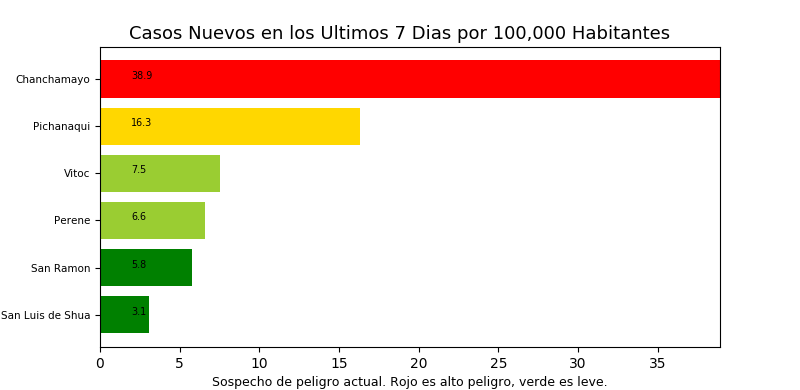 Casos Nuevos en los Ultimos 7 Dias por 100,000 Habitantes
Chanchamayo 38.9
Pichanaqui 16.3
Vitoc 7.5
Perene 6.6
San Ramon 5.8
San Luis de Shua 3.1
0 5 10 15 20 25 30 35
Sospecho de peligro actual. Rojo es alto peligro, verde es leve.